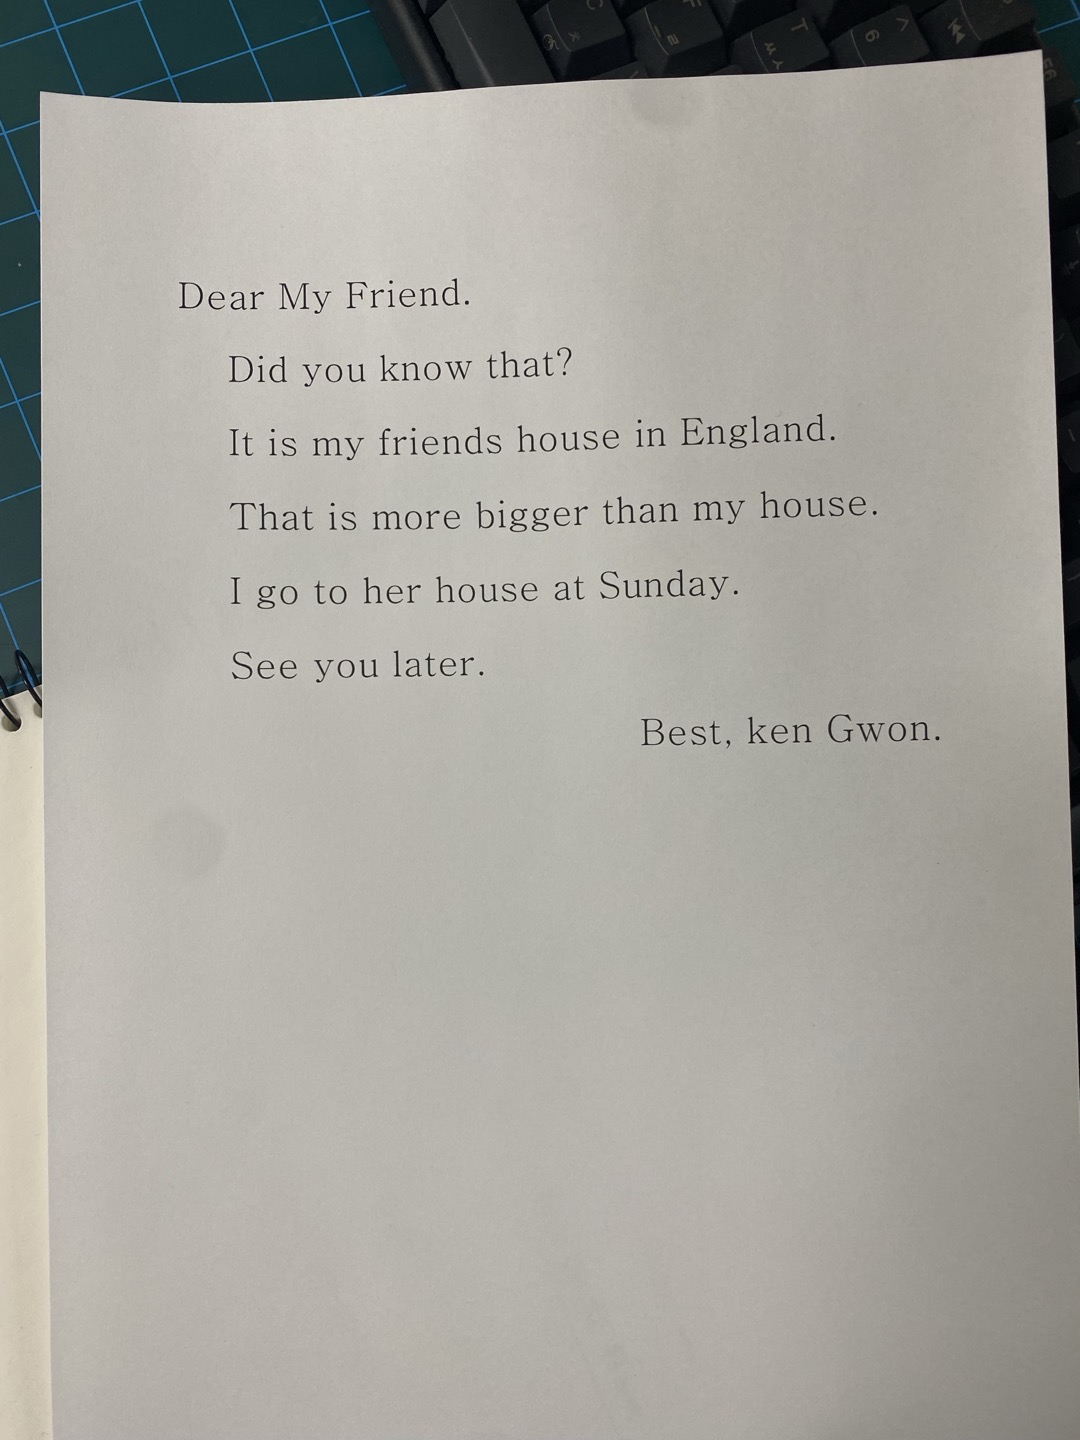 Dear My Friend.
Did you know that?
It is my friends house in England.
That is more bigger than my house.
I go to her house at Sunday.
See you later.
Best, ken Gwon.